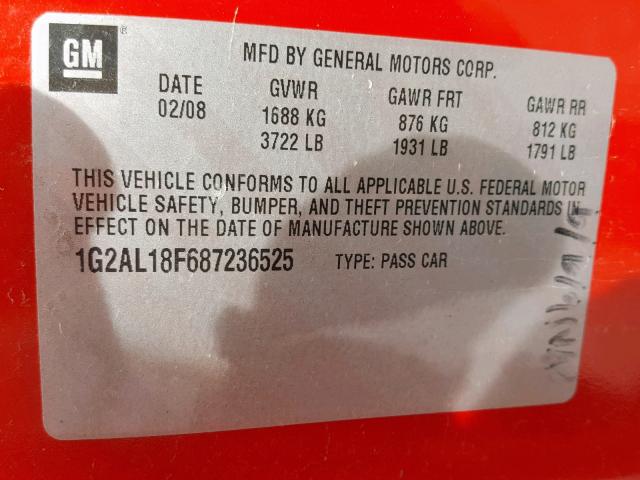 GM
MFD BY GENERAL MOTORS CORP.
DATE GVWR GAWR FRT GAWR RR
02/08 1688 KG 876 KG 812 KG
3722 LB 1931 LB 1791 LB
THIS VEHICLE CONFORMS TO ALL APPLICABLE U.S. FEDERAL MOTOR
VEHICLE SAFETY, BUMPER, AND THEFT PREVENTION STANDARDS IN
EFFECT ON THE DATE OF MANUFACTURE SHOWN ABOVE.
1G2AL18F687236525 TYPE: PASS CAR